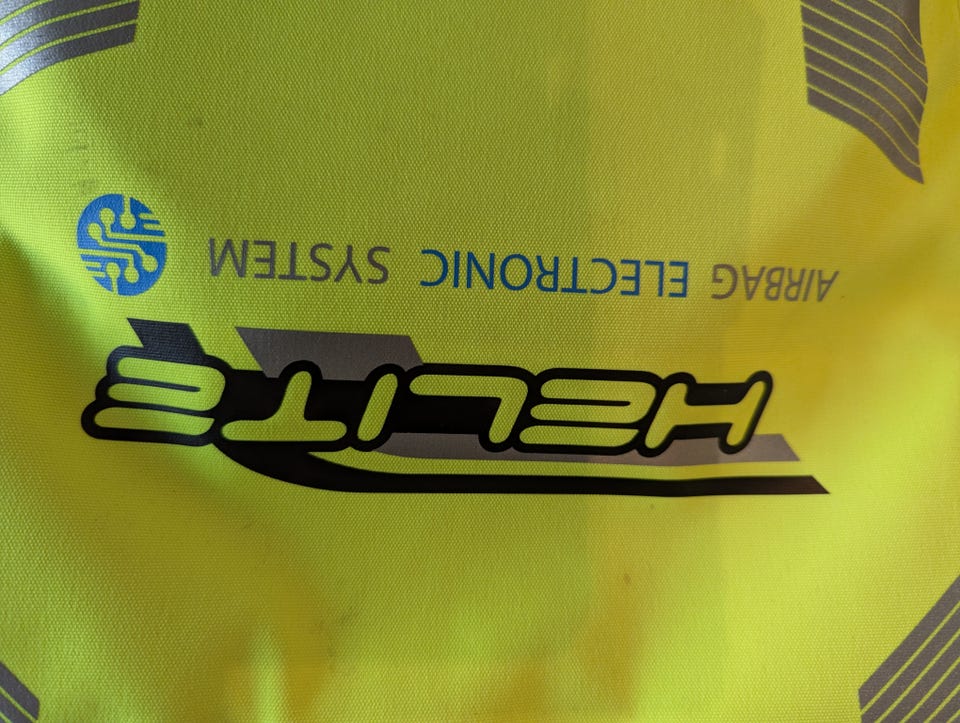 HELITE
AIRBAG ELECTRONIC SYSTEM